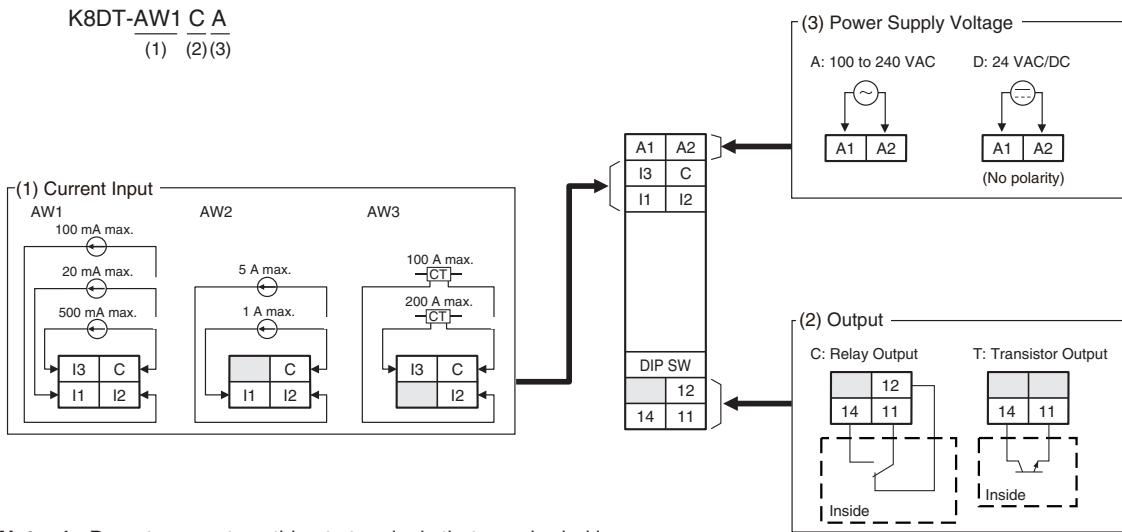 K8DT-AW1 C A
(1) (2) (3)
(3) Power Supply Voltage
A: 100 to 240 VAC
D: 24 VAC/DC
A1 A2
A1 A2
(No polarity)
A1 A2
I3 C
I1 I2
DIP SW
12
14 11
(1) Current Input
AW1
100 mA max.
20 mA max.
500 mA max.
I3 C
I1 I2
AW2
5 A max.
1 A max.
C
I1 I2
AW3
100 A max.
CT
200 A max.
CT
I3 C
I2
(2) Output
C: Relay Output
12
14 11
Inside
T: Transistor Output
14 11
Inside